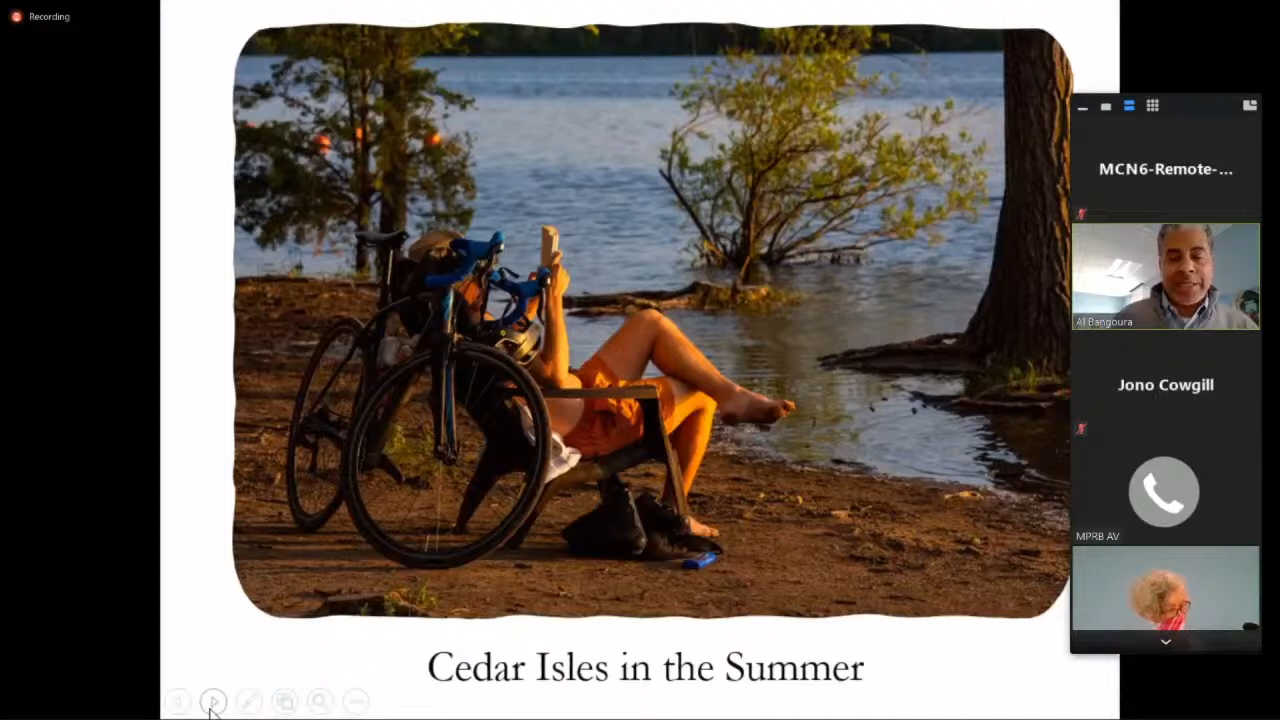 Recording
MCN6-Remote-...
Al Bangoura
Jono Cowgill
MPRB AV
Cedar Isles in the Summer